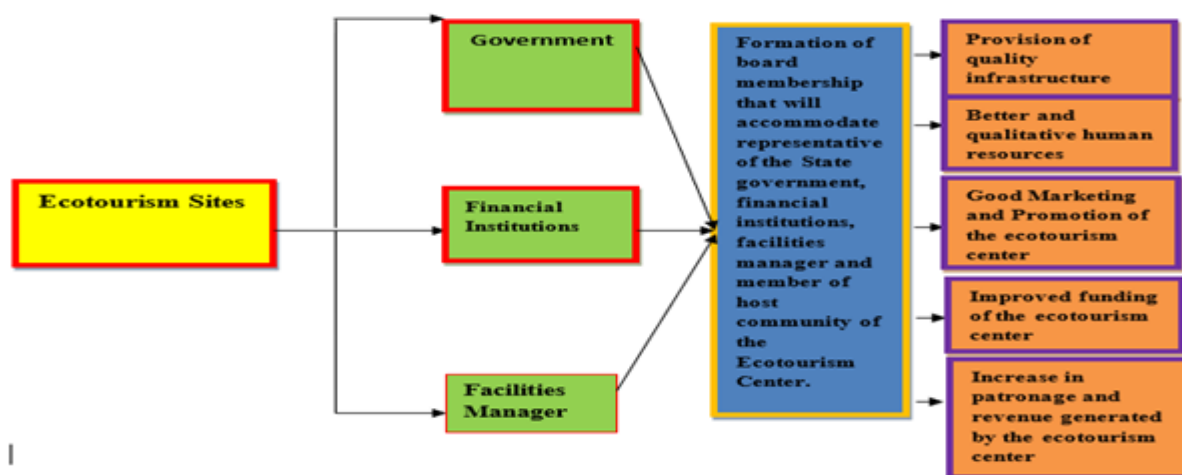 Ecotourism Sites
Government
Financial
Institutions
Facilities
Manager
Formation of
board
membership
that will
accommodate
representative
of the State
government,
financial
institutions,
facilities
manager and
member of
host
community of
the
Ecotourism
Center.
Provision of
quality
infrastructure
Better and
qualitative human
resources
Good Marketing
and Promotion of
the ecotourism
center
Improved funding
of the ecotourism
center
Increase in
patronage and
revenue generated
by the ecotourism
center